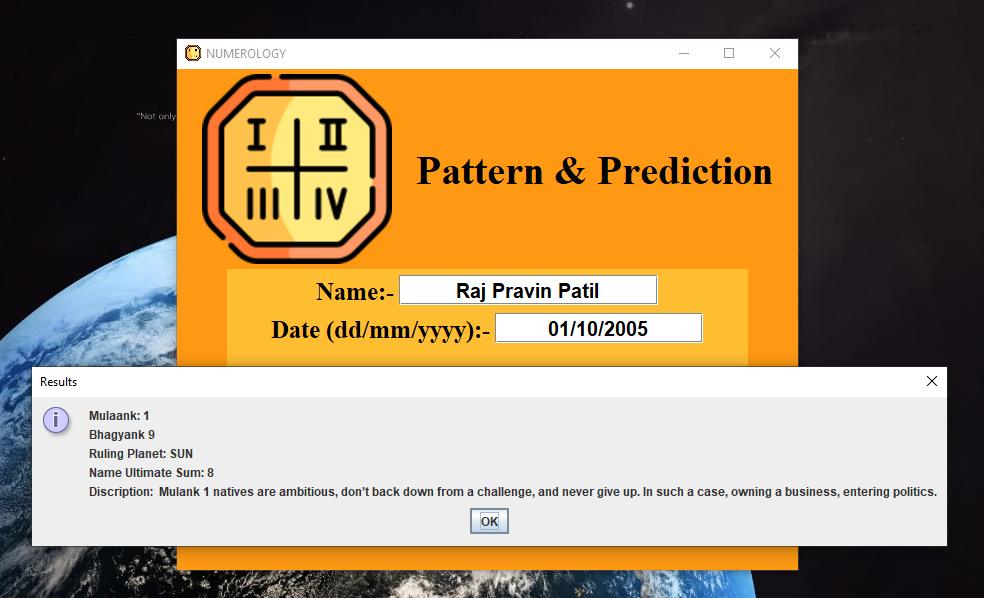 NUMEROLOGY
"Not only
I II
III IV
Pattern & Prediction
Name:- Raj Pravin Patil
Date (dd/mm/yyyy):- 01/10/2005
Results
Mulaank: 1
Bhagyank 9
Ruling Planet: SUN
Name Ultimate Sum: 8
Discription:  Mulank 1 natives are ambitious, don't back down from a challenge, and never give up. In such a case, owning a business, entering politics.
OK